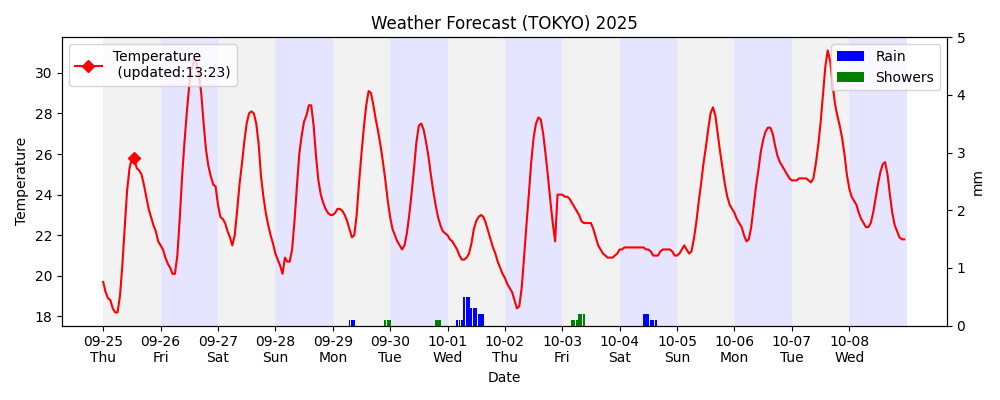 Weather Forecast (TOKYO) 2025
Temperature
(updated:13:23)
Rain
Showers
Temperature
30
28
26
24
22
20
18
mm
5
4
3
2
1
0
09-25 09-26 09-27 09-28 09-29 09-30 10-01 10-02 10-03 10-04 10-05 10-06 10-07 10-08
Thu Fri Sat Sun Mon Tue Wed Thu Fri Sat Sun Mon Tue Wed
Date